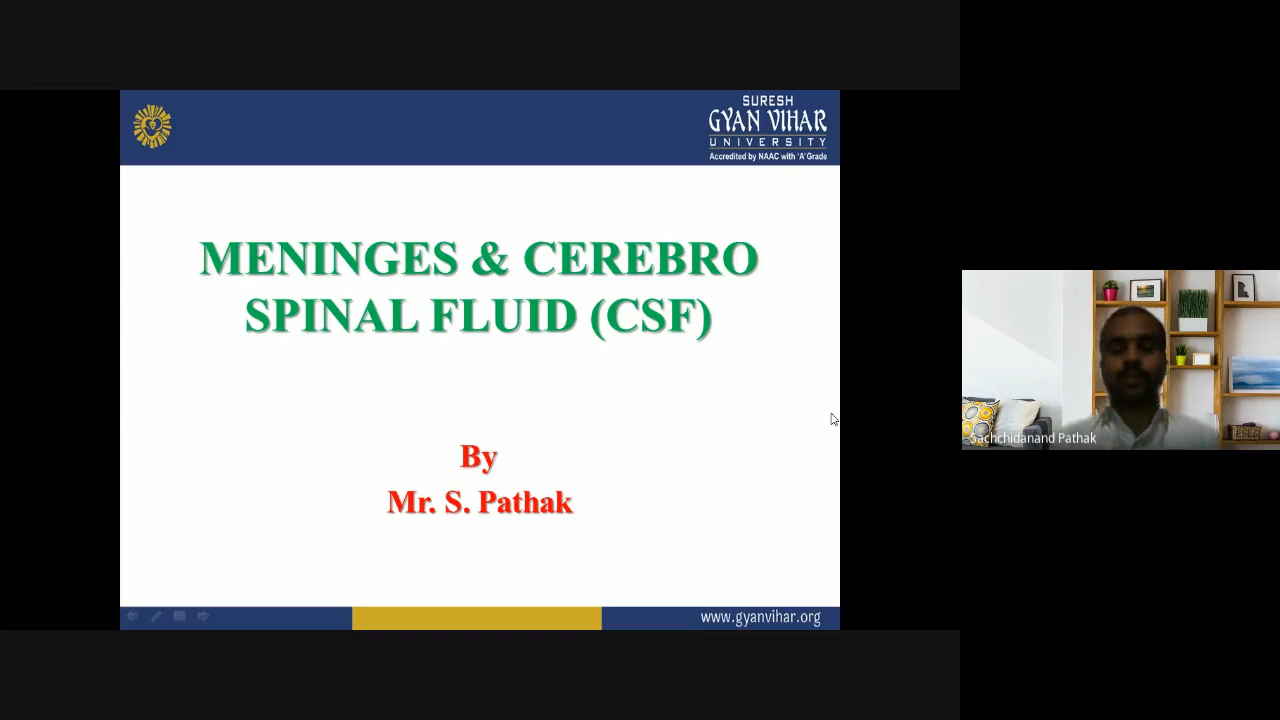 SURESH
GYAN VIHAR
UNIVERSITY
Accredited by NAAC with 'A' Grade
MENINGES & CEREBRO
SPINAL FLUID (CSF)
By
Mr. S. Pathak
Sachchidanand Pathak
www.gyanvihar.org